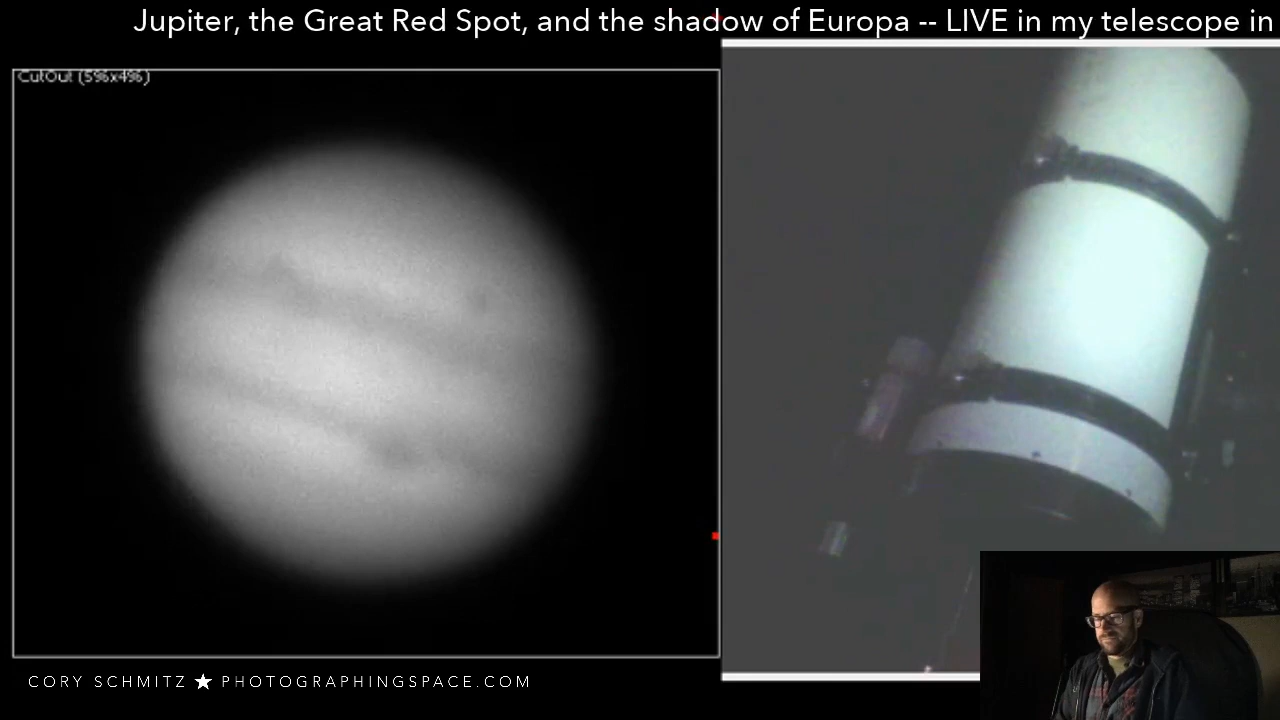 Jupiter, the Great Red Spot, and the shadow of Europa -- LIVE in my telescope in
CutOut (5%x4%)
CORY SCHMITZ ★ PHOTOGRAPHINGSPACE.COM